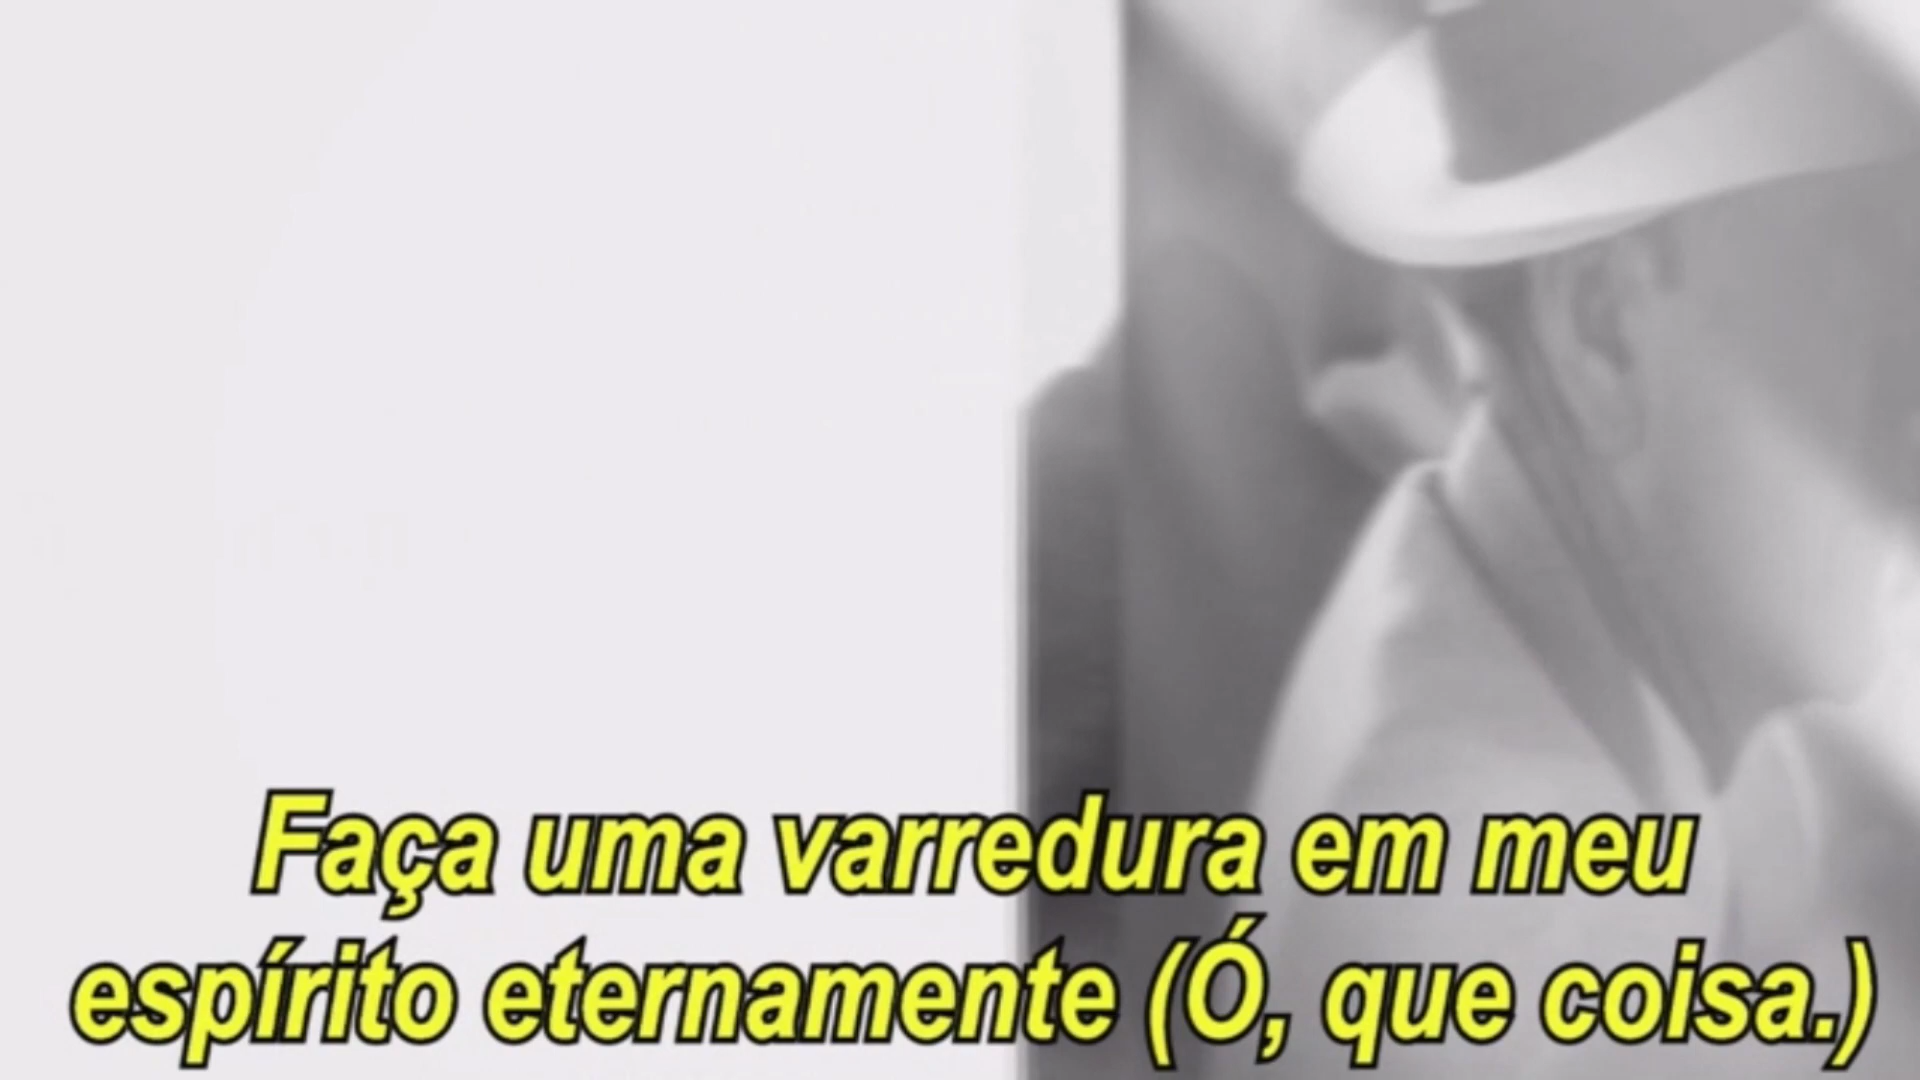 Faça uma varredura em meu
espírito eternamente (Ó, que coisa.)